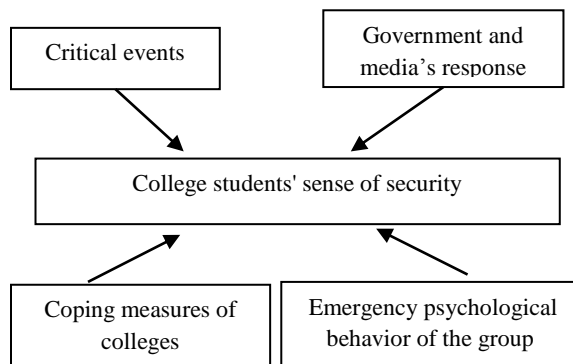 Critical events
Government and
media's response
College students' sense of security
Coping measures of
colleges
Emergency psychological
behavior of the group